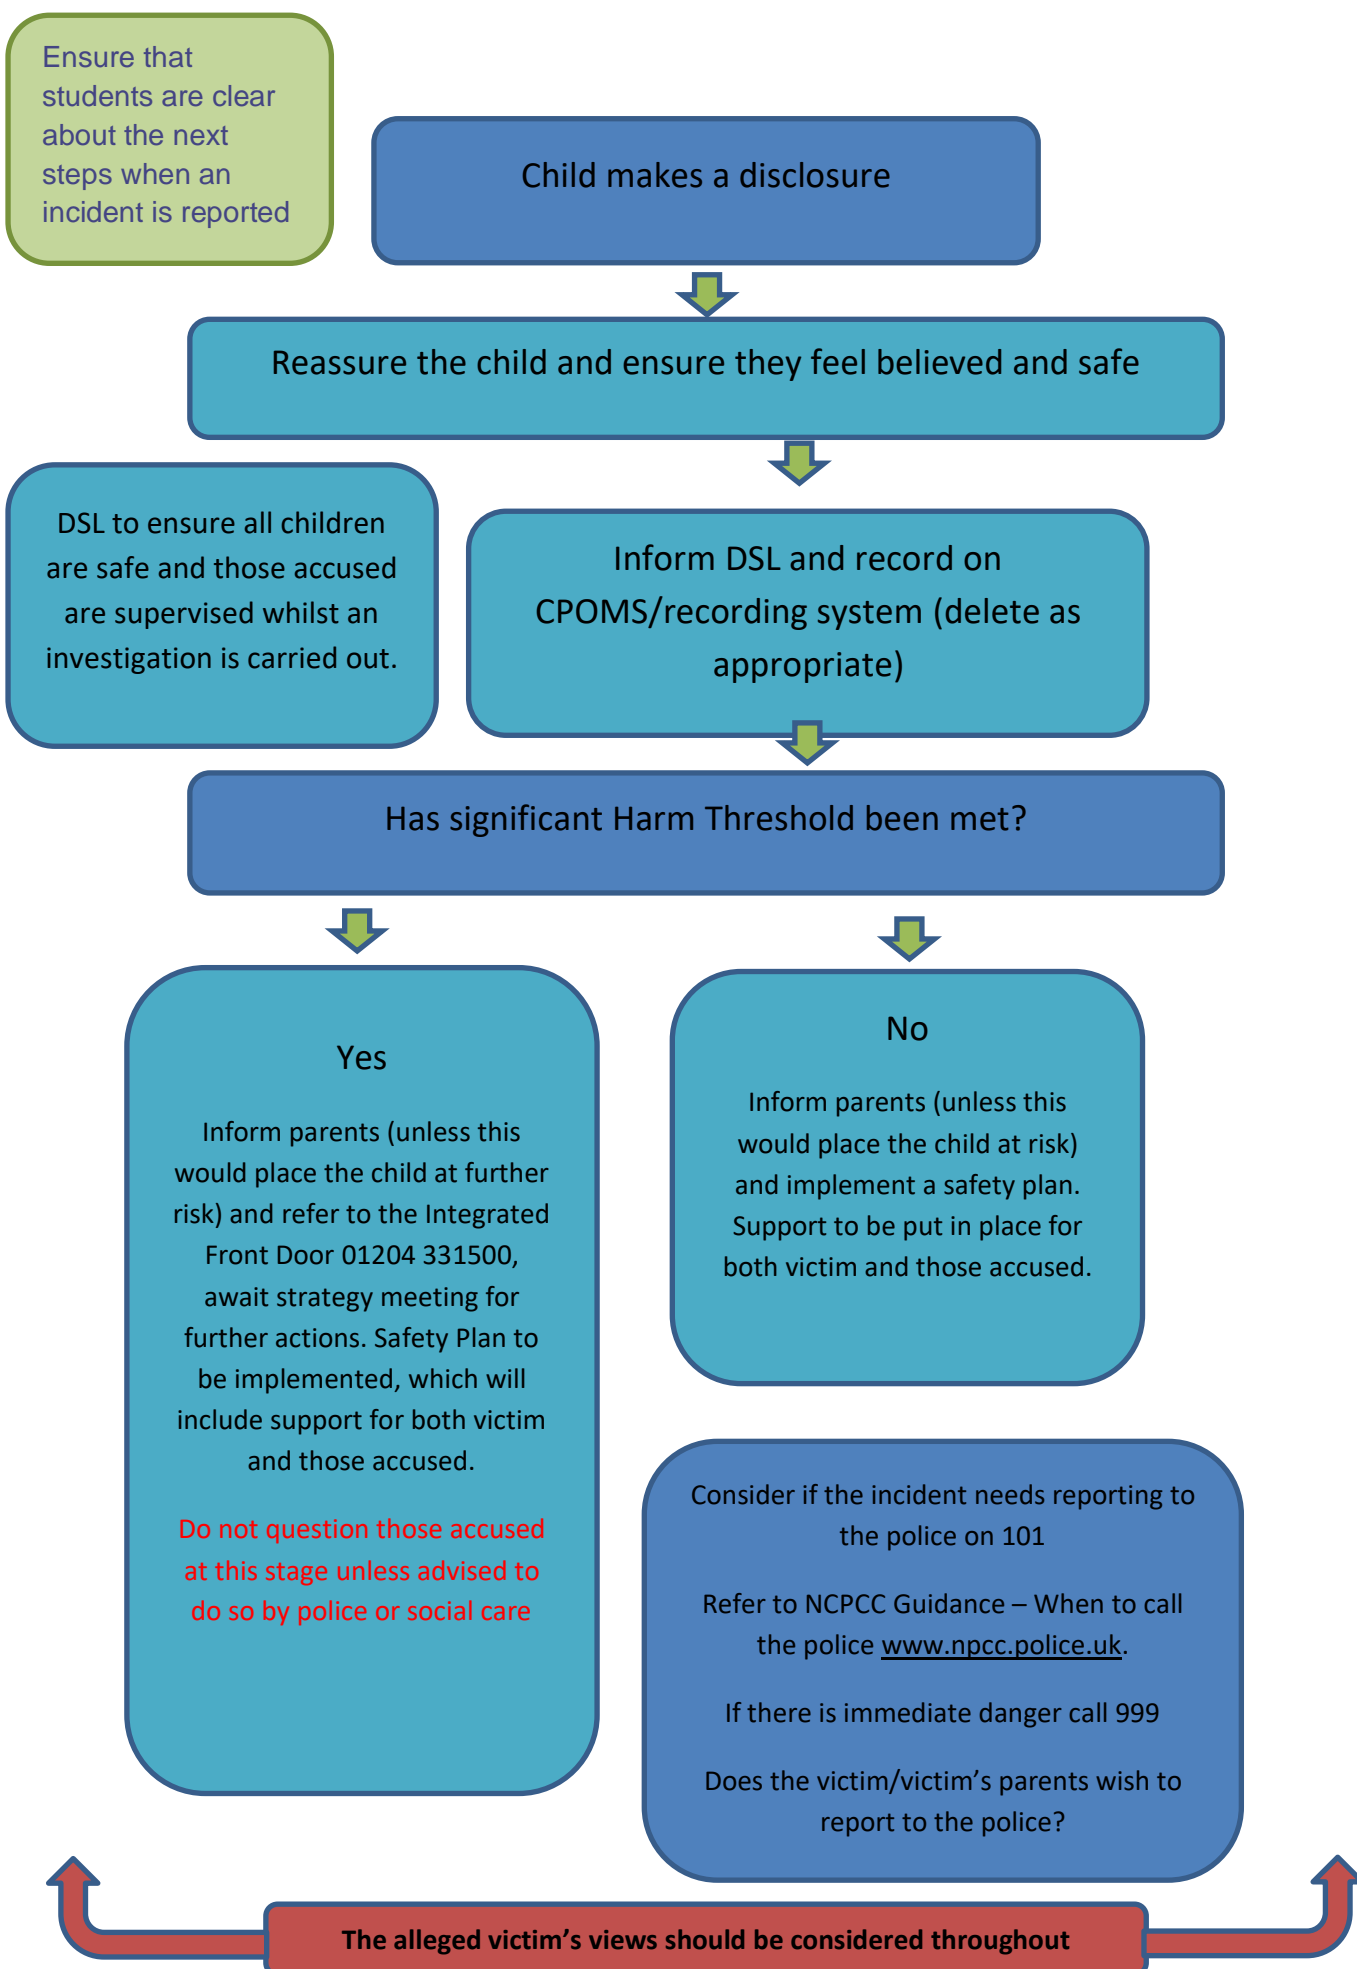 Ensure that
students are clear
about the next
steps when an
incident is reported
Child makes a disclosure
Reassure the child and ensure they feel believed and safe
DSL to ensure all children
are safe and those accused
are supervised whilst an
investigation is carried out.
Inform DSL and record on
CPOMS/recording system (delete as
appropriate)
Has significant Harm Threshold been met?
Yes
Inform parents (unless this
would place the child at further
risk) and refer to the Integrated
Front Door 01204 331500,
await strategy meeting for
further actions. Safety Plan to
be implemented, which will
include support for both victim
and those accused.
Do not question those accused
at this stage unless advised to
do so by police or social care
No
Inform parents (unless this
would place the child at risk)
and implement a safety plan.
Support to be put in place for
both victim and those accused.
Consider if the incident needs reporting to
the police on 101
Refer to NCPCC Guidance – When to call
the police www.npcc.police.uk.
If there is immediate danger call 999
Does the victim/victim’s parents wish to
report to the police?
The alleged victim’s views should be considered throughout